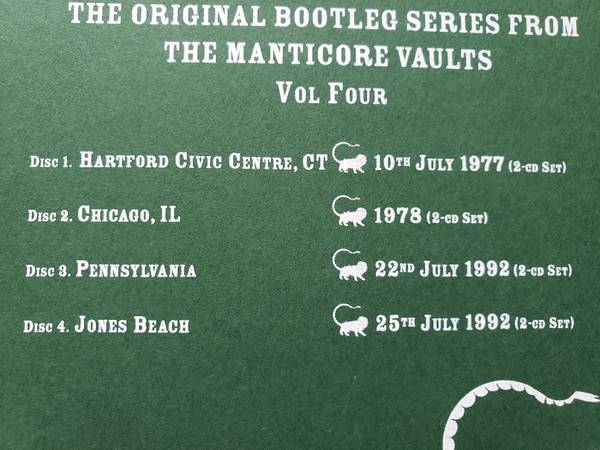 THE ORIGINAL BOOTLEG SERIES FROM
THE MANTICORE VAULTS
VOL FOUR
DISC 1. HARTFORD CIVIC CENTRE, CT 10TH JULY 1977 (2-CD SET)
DISC 2. CHICAGO, IL 1978 (2-CD SET)
DISC 3. PENNSYLVANIA 22ND JULY 1992 (2-CD SET)
DISC 4. JONES BEACH 25TH JULY 1992 (2-CD SET)